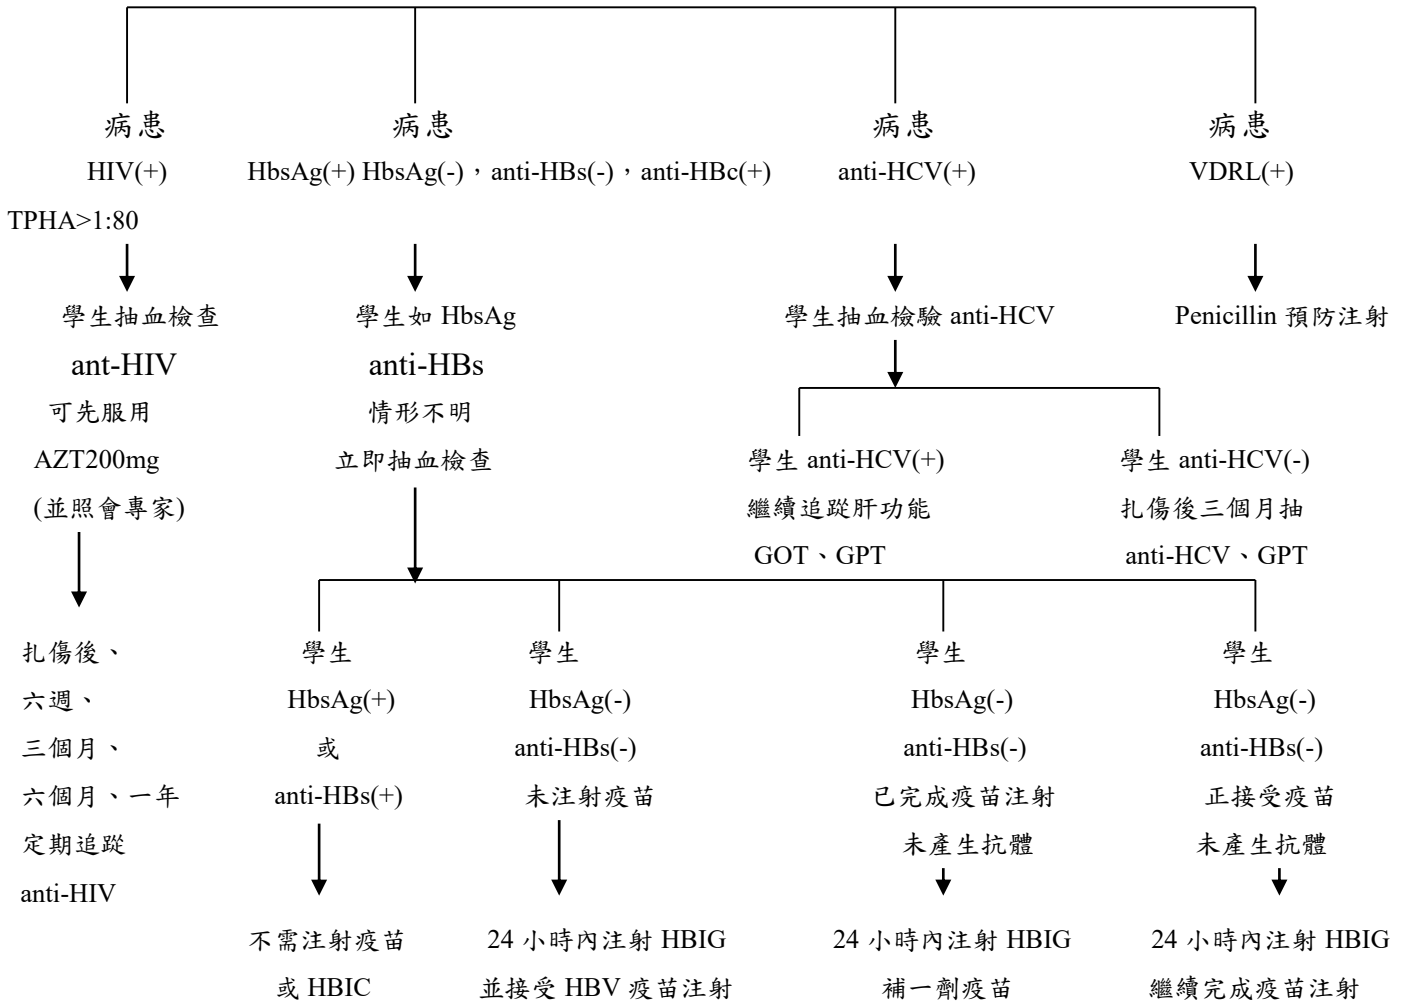 病患
HIV(+)
TPHA>1:80
學生抽血檢查
ant-HIV
可先服用
AZT200mg
(並照會專家)
扎傷後、
六週、
三個月、
六個月、一年
定期追蹤
anti-HIV
病患
HbsAg(+) HbsAg(-)，anti-HBs(-)，anti-HBc(+)
學生如 HbsAg
anti-HBs
情形不明
立即抽血檢查
學生
HbsAg(+)
或
anti-HBs(+)
不需注射疫苗
或 HBIC
學生
HbsAg(-)
anti-HBs(-)
未注射疫苗
24 小時內注射 HBIG
並接受 HBV 疫苗注射
學生
HbsAg(-)
anti-HBs(-)
已完成疫苗注射
未產生抗體
24 小時內注射 HBIG
補一劑疫苗
學生
HbsAg(-)
anti-HBs(-)
正接受疫苗
未產生抗體
24 小時內注射 HBIG
繼續完成疫苗注射
病患
anti-HCV(+)
學生抽血檢驗 anti-HCV
學生 anti-HCV(+)
繼續追蹤肝功能
GOT、GPT
學生 anti-HCV(-)
扎傷後三個月抽
anti-HCV、GPT
病患
VDRL(+)
Penicillin 預防注射